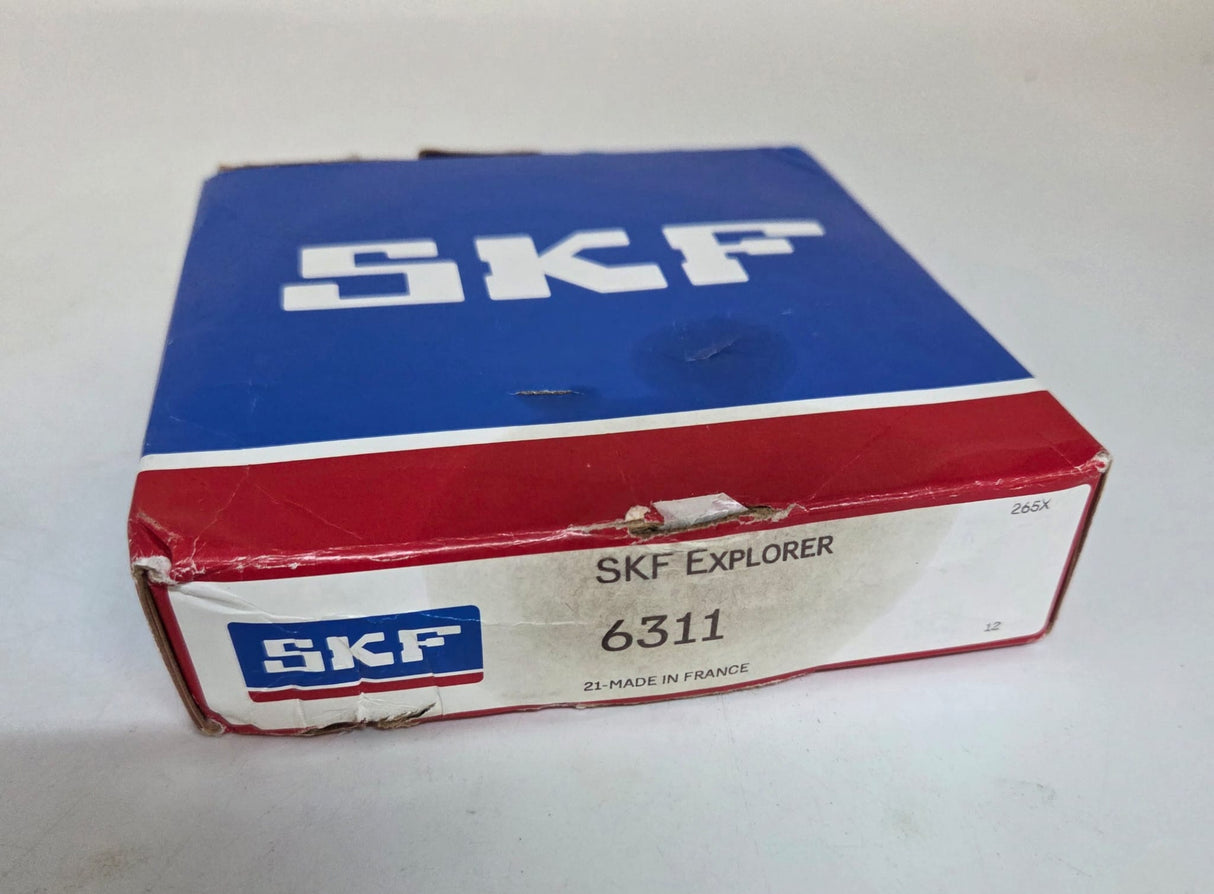 SKF
265X
SKF EXPLORER
6311
12
SKF
21-MADE IN FRANCE